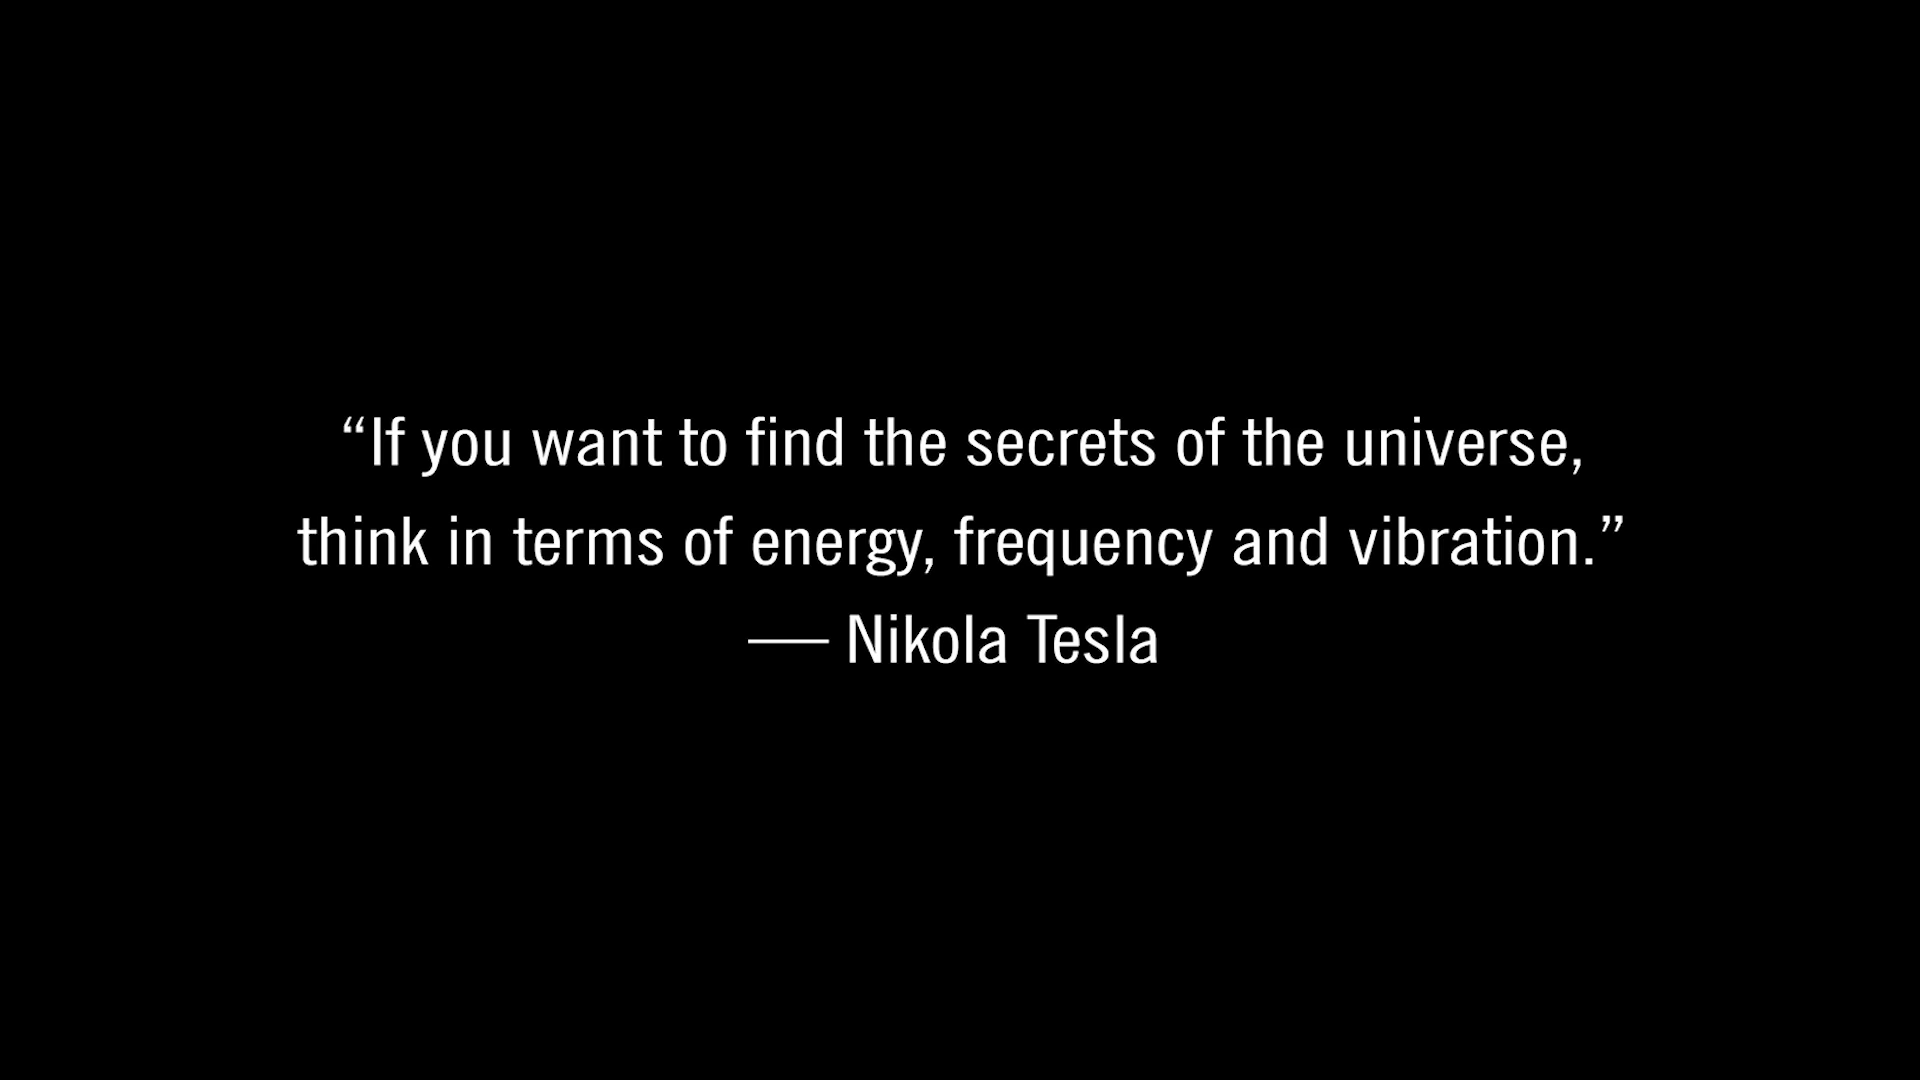 “If you want to find the secrets of the universe,
think in terms of energy, frequency and vibration.”
— Nikola Tesla